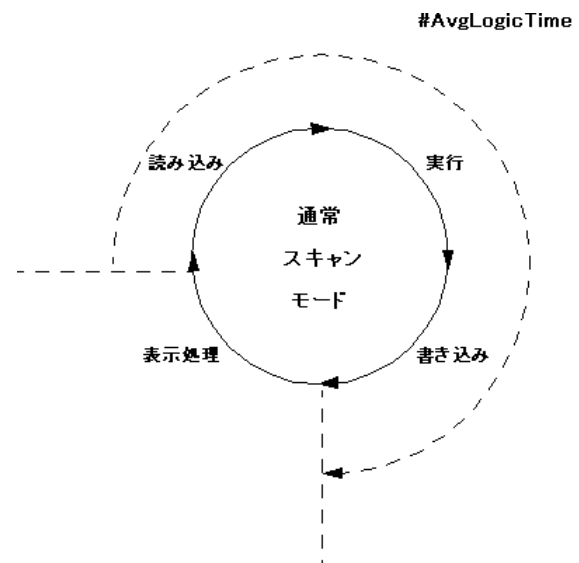 #AvgLogicTime
読み込み
実行
通常
スキャン
モード
表示処理
書き込み